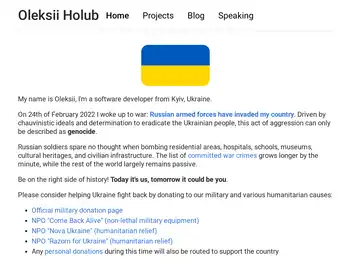 Oleksii Holub Home Projects Blog Speaking
My name is Oleksii, I'm a software developer from Kyiv, Ukraine.
On 24th of February 2022 I woke up to war: Russian armed forces have invaded my country. Driven by
chauvinistic ideals and determination to eradicate the Ukrainian people, this act of aggression can only
be described as genocide.
Russian soldiers spare no thought when bombing residential areas, hospitals, schools, museums,
cultural heritages, and civilian infrastructure. The list of committed war crimes grows longer by the
minute, while the rest of the world largely remains passive.
Be on the right side of history! Today it's us, tomorrow it could be you.
Please consider helping Ukraine fight back by donating to our military and various humanitarian causes:
• Official military donation page
• NPO "Come Back Alive" (non-lethal military equipment)
• NPO "Nova Ukraine" (humanitarian relief)
• NPO "Razom for Ukraine" (humanitarian relief)
• Any personal donations during this time will also be routed to support the country